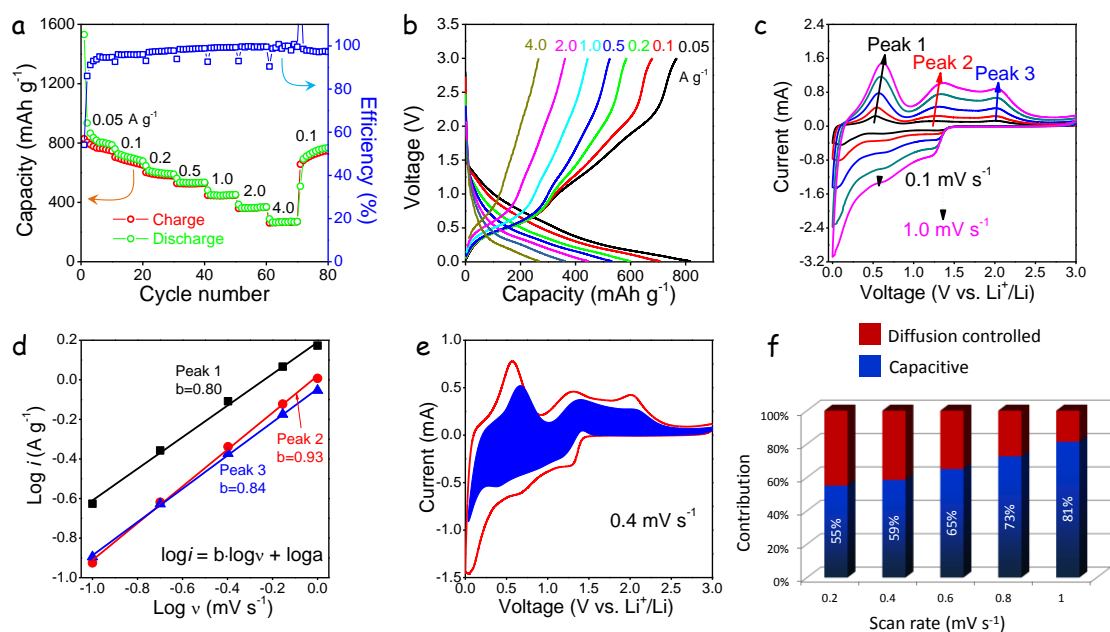 a
1600
1200
800
400
0
Capacity (mAh g⁻¹)
0.05 A g⁻¹
0.1
0.2
0.5
1.0
2.0
4.0
0.1
Charge
Discharge
100
80
60
40
20
0
Efficiency (%)
0 20 40 60 80
Cycle number
b
3.5
3.0
2.5
2.0
1.5
1.0
0.5
0.0
Voltage (V)
4.0 2.0 1.0 0.5 0.2 0.1 0.05
A g⁻¹
0 200 400 600 800
Capacity (mAh g⁻¹)
c
2.4
1.6
0.8
0.0
-0.8
-1.6
-2.4
-3.2
Current (mA)
Peak 1
Peak 2
Peak 3
0.1 mV s⁻¹
1.0 mV s⁻¹
0.0 0.5 1.0 1.5 2.0 2.5 3.0
Voltage (V vs. Li⁺/Li)
d
0.2
0.0
-0.2
-0.4
-0.6
-0.8
-1.0
Log i (A g⁻¹)
Peak 1
b=0.80
Peak 2
b=0.93
Peak 3
b=0.84
logi = b·logν + loga
-1.0 -0.8 -0.6 -0.4 -0.2 0.0
Log ν (mV s⁻¹)
e
1.0
0.5
0.0
-0.5
-1.0
-1.5
Current (mA)
0.4 mV s⁻¹
0.0 0.5 1.0 1.5 2.0 2.5 3.0
Voltage (V vs. Li⁺/Li)
f
Diffusion controlled
Capacitive
100%
80%
60%
40%
20%
0%
Contribution
55%
59%
65%
73%
81%
0.2 0.4 0.6 0.8 1
Scan rate (mV s⁻¹)